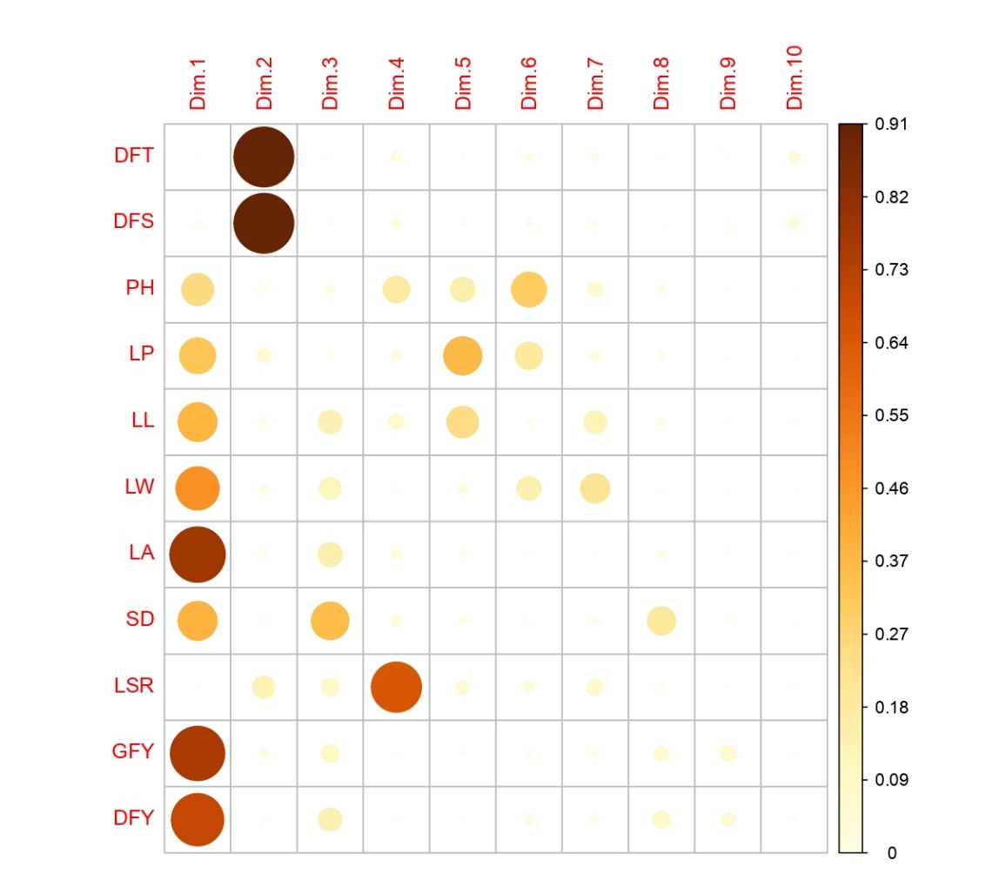 Dim.1 Dim.2 Dim.3 Dim.4 Dim.5 Dim.6 Dim.7 Dim.8 Dim.9 Dim.10
DFT
DFS
PH
LP
LL
LW
LA
SD
LSR
GFY
DFY
0.91
0.82
0.73
0.64
0.55
0.46
0.37
0.27
0.18
0.09
0